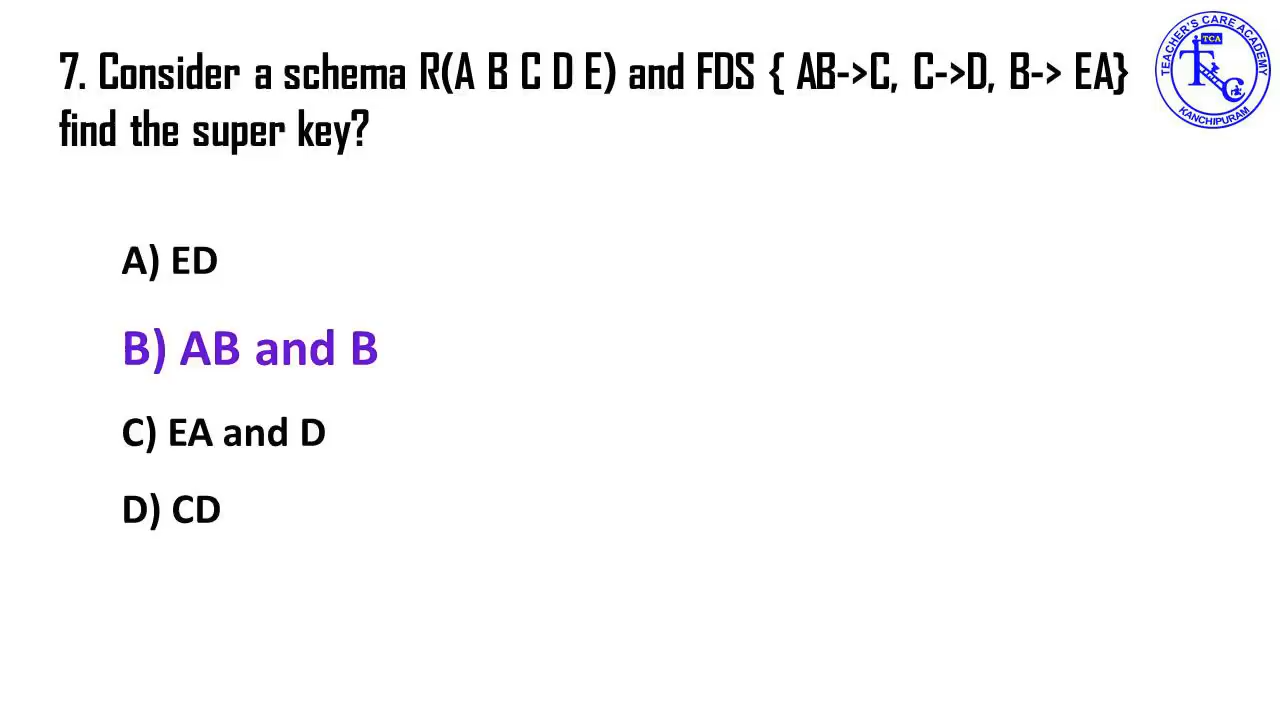 7. Consider a schema R(A B C D E) and FDS { AB->C, C->D, B-> EA}
find the super key?
A) ED
B) AB and B
C) EA and D
D) CD
TEACHER'S CARE ACADEMY
TCA
KANCHIPURAM